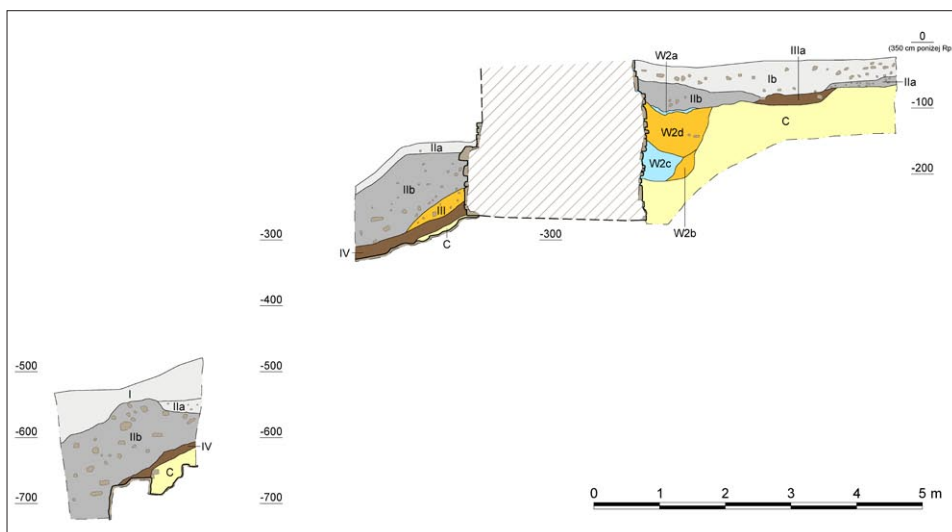 0
(350 cm poniżej Rp
W2a
IIIa
Ib
IIa
IIb
-100
W2d
C
IIa
W2c
-200
IIb
III
W2b
-300
C
-300
IV
-400
-500
-500
I
IIa
-600
IIb
IV
-600
C
-700
-700
0 1 2 3 4 5 m